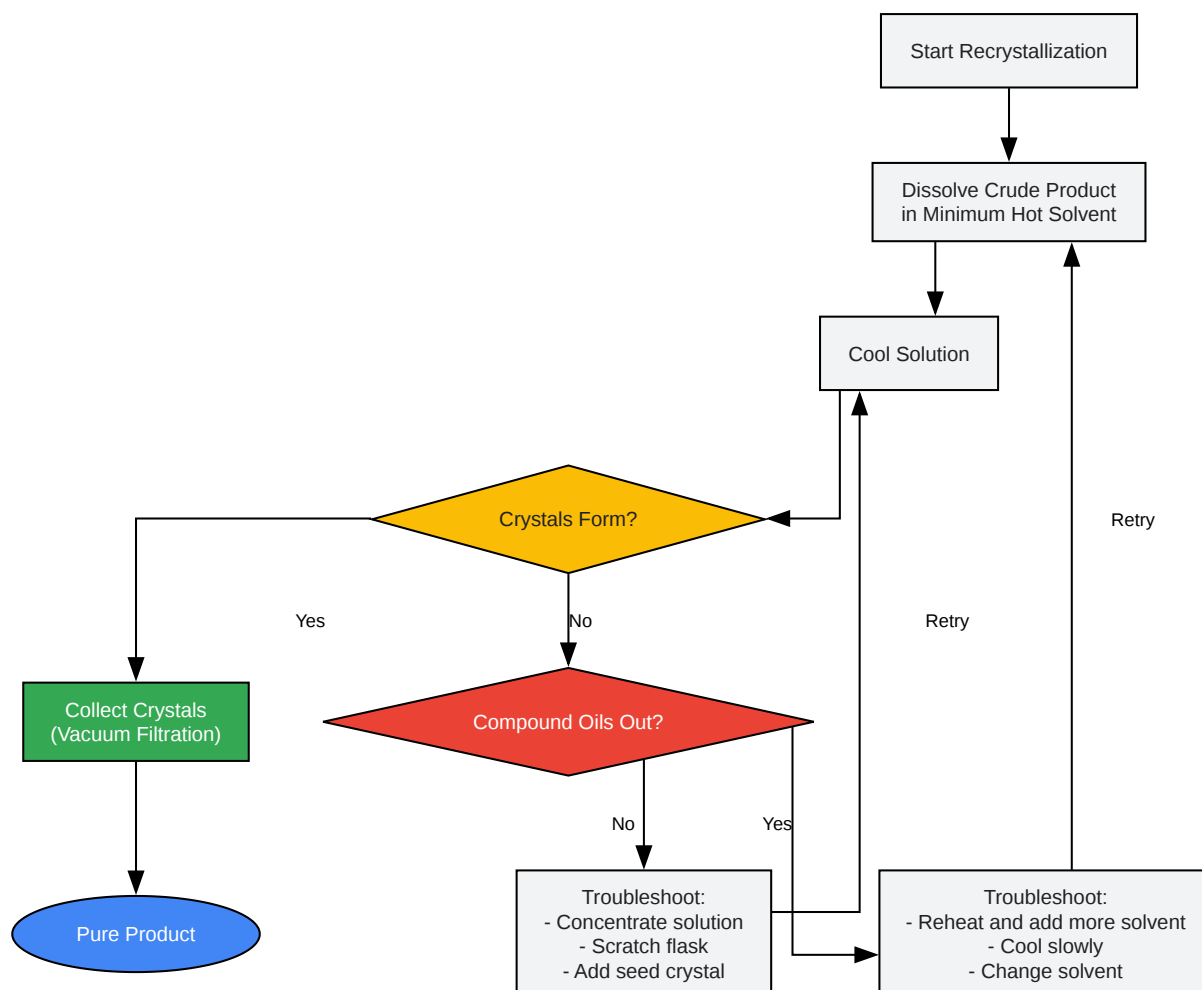 Start Recrystallization
Dissolve Crude Product
in Minimum Hot Solvent
Cool Solution
Crystals Form?
Retry
Yes
No
Retry
Collect Crystals
(Vacuum Filtration)
Compound Oils Out?
No
Yes
Pure Product
Troubleshoot:
- Concentrate solution
- Scratch flask
- Add seed crystal
Troubleshoot:
- Reheat and add more solvent
- Cool slowly
- Change solvent